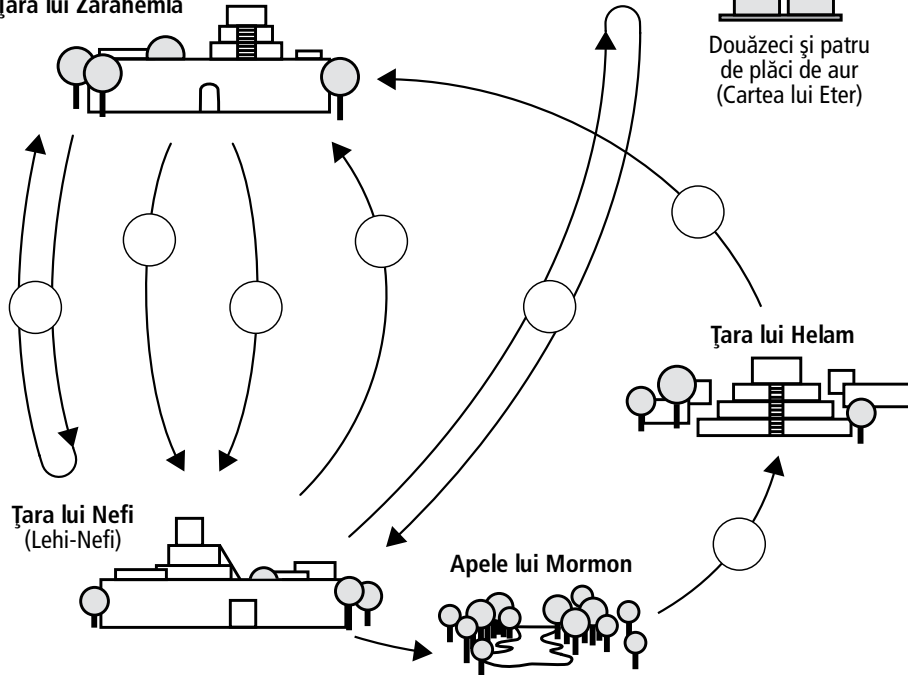 Ţara lui Zarahemla
Douăzeci şi patru
de plăci de aur
(Cartea lui Eter)
Ţara lui Helam
Ţara lui Nefi
(Lehi-Nefi)
Apele lui Mormon